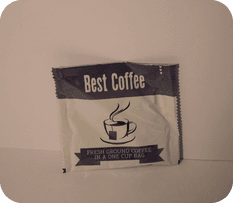 Best Coffee
FRESH GROUND COFFEE
IN A ONE CUP BAG